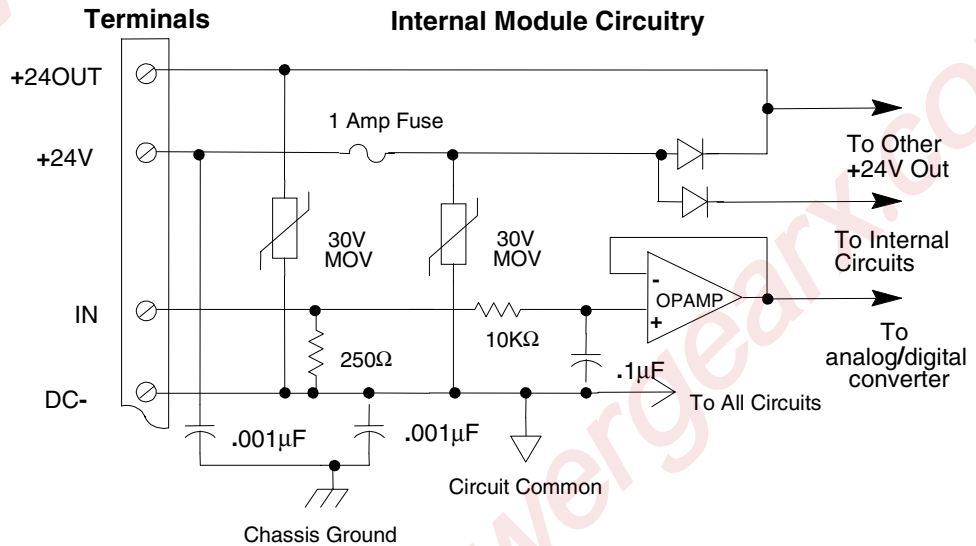 Terminals
Internal Module Circuitry
+24OUT
1 Amp Fuse
+24V
To Other
+24V Out
30V
MOV
30V
MOV
To Internal
Circuits
-
OPAMP
+
IN
10KΩ
To
analog/digital
converter
250Ω
.1µF
DC-
To All Circuits
.001µF
.001µF
Circuit Common
Chassis Ground
wergearx.co